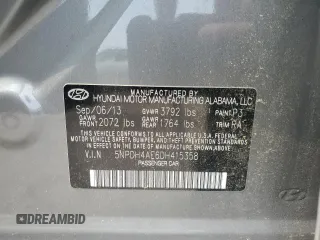 MANUFACTURED BY
HYUNDAI MOTOR MANUFACTURING ALABAMA, LLC
Sep/06/13 GVWR 3792 lbs PAINT P3
GAWR FRONT 2072 lbs GAWR REAR 1764 lbs TRIM RA
THIS VEHICLE CONFORMS TO ALL APPLICABLE U.S. FEDERAL
MOTOR VEHICLE SAFETY, BUMPER, AND THEFT PREVENTION
STANDARDS IN EFFECT ON THE DATE OF MANUFACTURE
SHOWN ABOVE.
V.I.N 5NPDH4AE6DH415358
PASSENGER CAR
DREAMBID